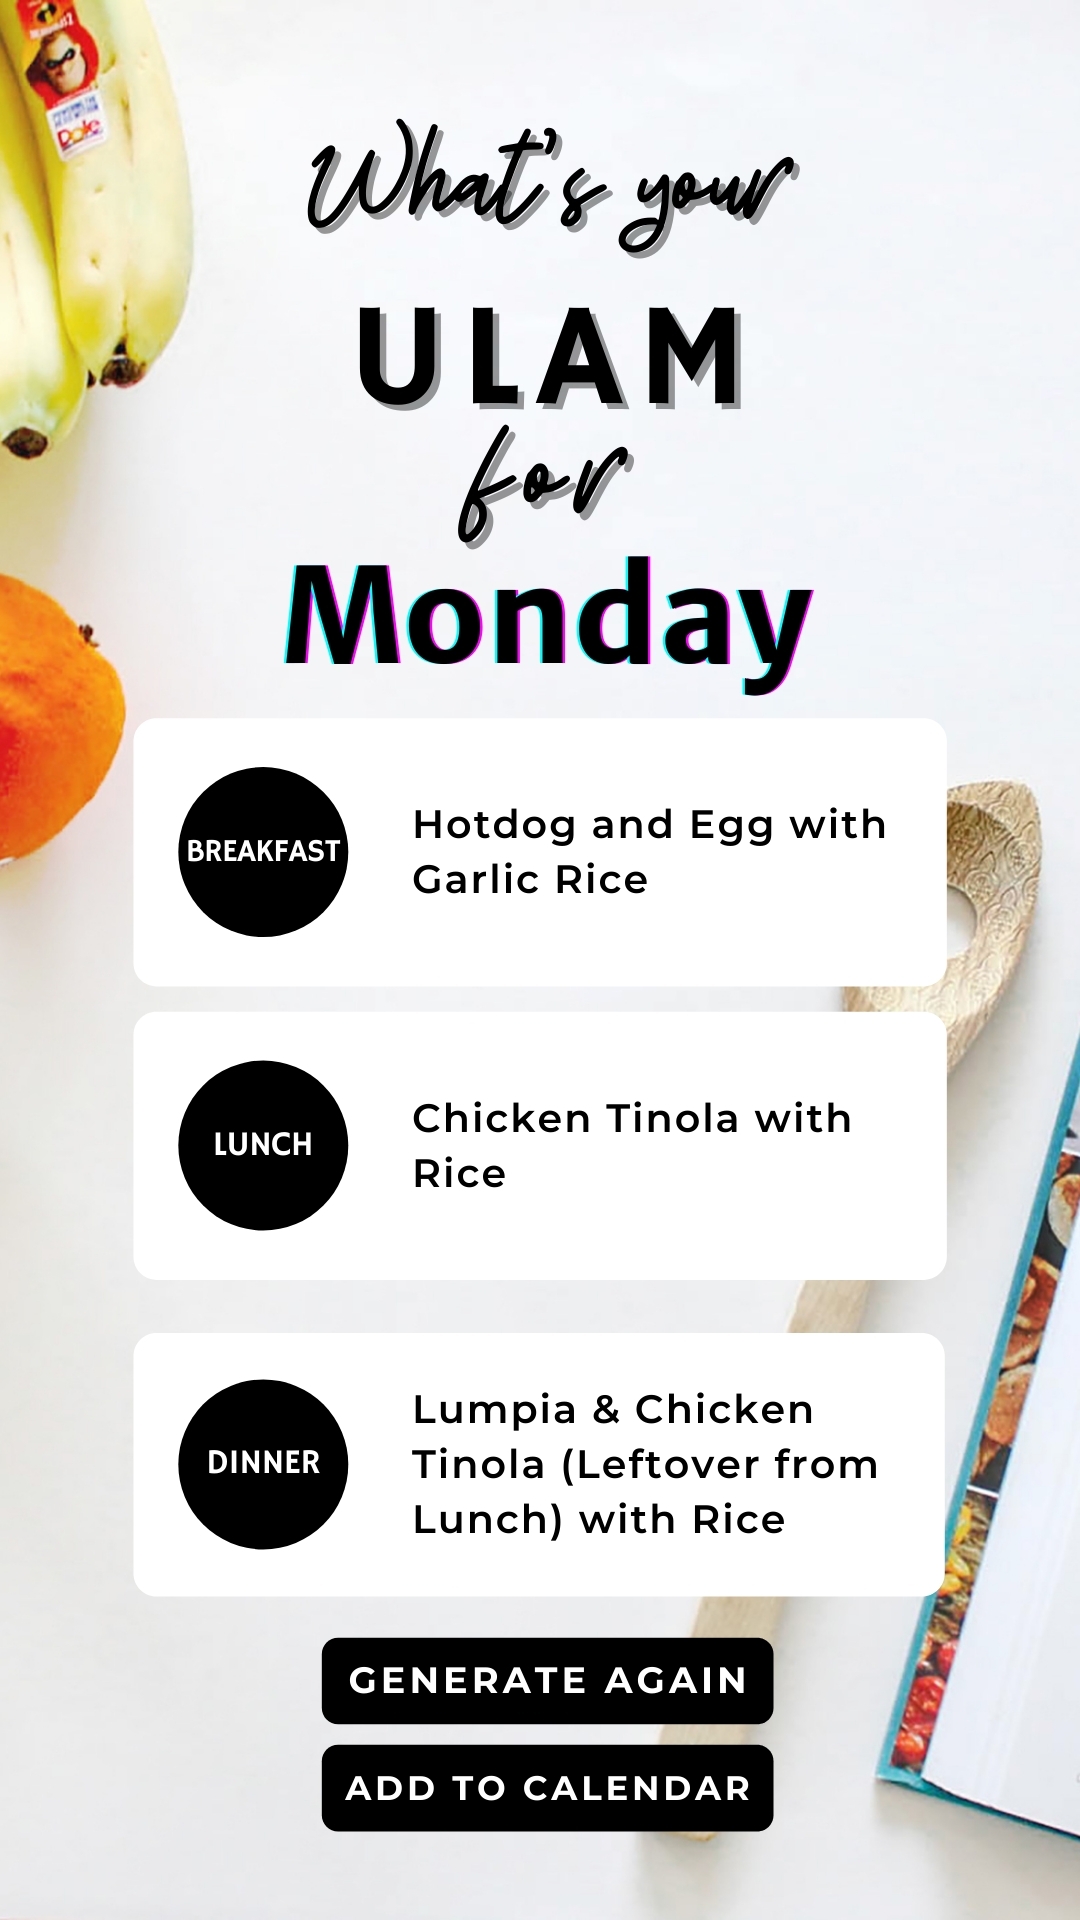 Dole
What's your
ULAM
for
Monday
BREAKFAST
Hotdog and Egg with
Garlic Rice
LUNCH
Chicken Tinola with
Rice
DINNER
Lumpia & Chicken
Tinola (Leftover from
Lunch) with Rice
GENERATE AGAIN
ADD TO CALENDAR